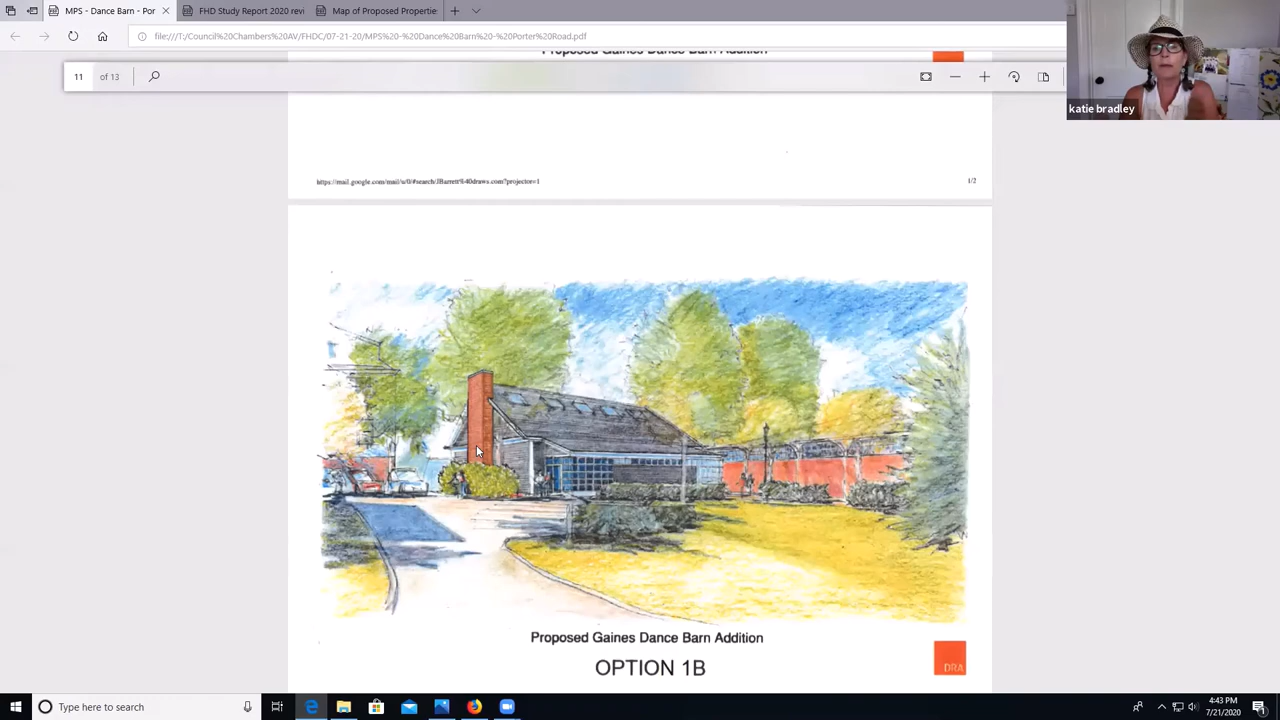 MPS - Dance Barn - Por
FHD Study Report 2020 revi
Map of Proposed Propertie
file:///T:/Council%20Chambers%20AV/FHDC/07-21-20/MPS%20-%20Dance%20Barn%20-%20Porter%20Road.pdf
Proposed Gaines Dance Barn Addition
11 of 13
katie bradley
https://mail.google.com/mail/u/0/#search/JBarrett%40draws.com?projector=1
1/2
Proposed Gaines Dance Barn Addition
OPTION 1B
DRA
Type here to search
4:43 PM
7/21/2020